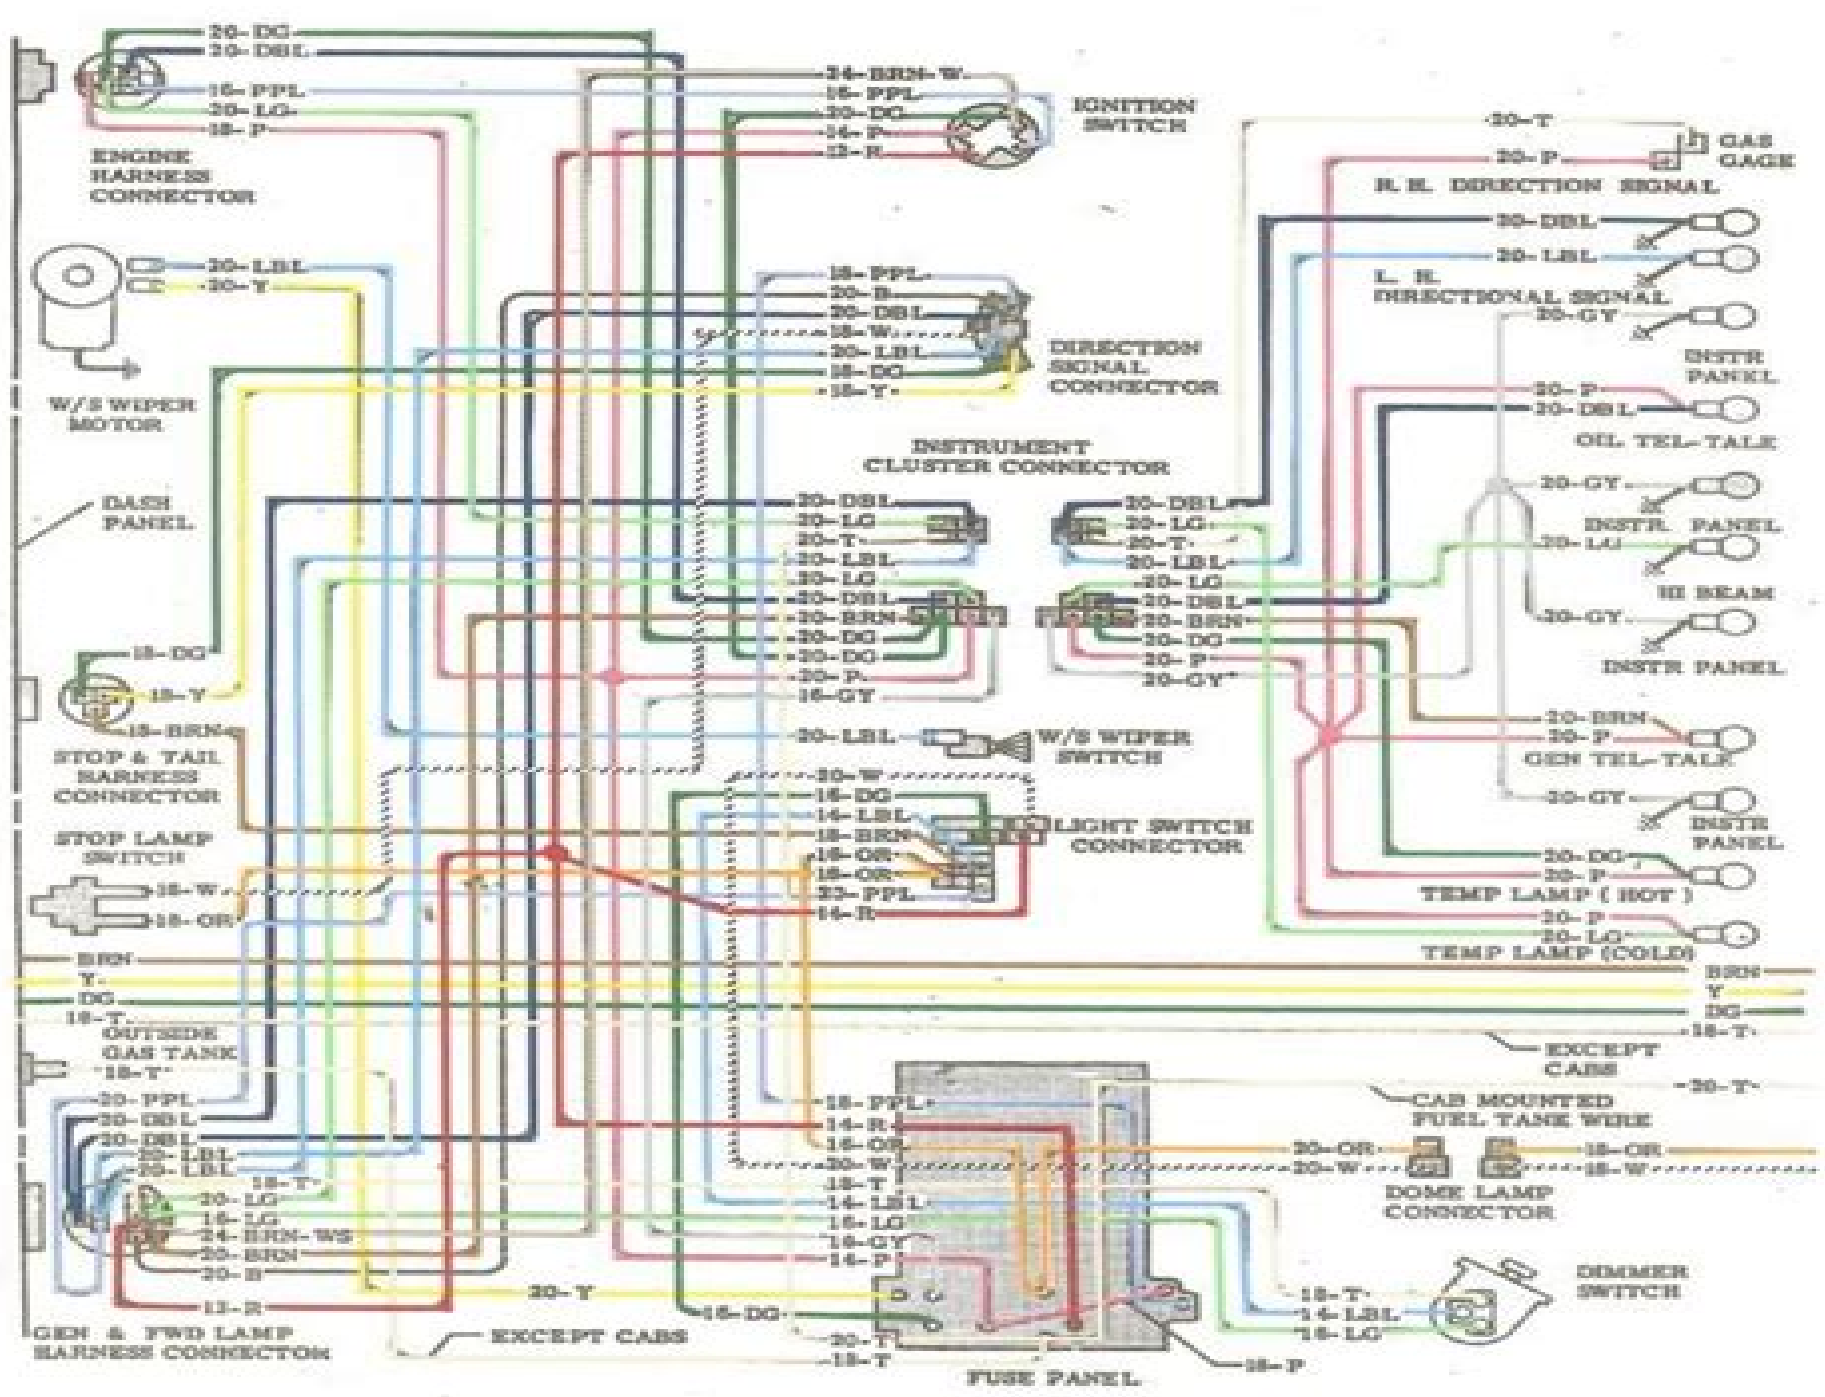 20-DG
20-DBL
16-PPL
20-LG
18-P
ENGINE
HARNESS
CONNECTOR
24-BRN-W
16-PPL
20-DG
14-P
12-R
IGNITION
SWITCH
20-T
GAS
GAGE
20-P
R. H. DIRECTION SIGNAL
20-DBL
20-LBL
L. H.
DIRECTIONAL SIGNAL
20-GY
INSTR
PANEL
20-P
20-DBL
OIL TEL-TALE
20-GY
INSTR. PANEL
20-LG
HI BEAM
20-GY
INSTR PANEL
20-BRN
20-P
GEN TEL-TALE
20-GY
INSTR
PANEL
20-DG
20-P
TEMP LAMP (HOT)
20-P
20-LG
TEMP LAMP (COLD)
20-LBL
20-Y
W/S WIPER
MOTOR
DASH
PANEL
18-PPL
20-B
20-DBL
18-W
20-LBL
18-DG
18-Y
DIRECTION
SIGNAL
CONNECTOR
INSTRUMENT
CLUSTER CONNECTOR
20-DBL
20-LG
20-T
20-LBL
20-LG
20-DBL
20-BRN
20-DG
20-DG
20-P
16-GY
20-DBL
20-LG
20-T
20-LBL
20-LG
20-DBL
20-BRN
20-DG
20-P
20-GY
18-DG
18-Y
18-BRN
STOP & TAIL
HARNESS
CONNECTOR
20-LBL
W/S WIPER
SWITCH
20-W
16-DG
14-LBL
18-BRN
16-OR
18-OR
14-R
LIGHT SWITCH
CONNECTOR
STOP LAMP
SWITCH
18-W
18-OR
BRN
Y
DG
18-T
BRN
Y
DG
18-T
OUTSIDE
GAS TANK
18-T
EXCEPT
CABS
20-T
CAB MOUNTED
FUEL TANK WIRE
20-PPL
20-DBL
20-DBL
20-LBL
20-LBL
18-T
20-LG
16-LG
24-BRN-WS
20-BRN
20-B
12-R
GEN & FWD LAMP
HARNESS CONNECTOR
18-PPL
14-R
16-OR
20-W
18-T
14-LBL
16-LG
16-GY
14-P
20-Y
16-DG
20-T
18-T
EXCEPT CABS
FUSE PANEL
18-P
20-OR
20-W
18-OR
18-W
DOME LAMP
CONNECTOR
18-T
14-LBL
16-LG
DIMMER
SWITCH